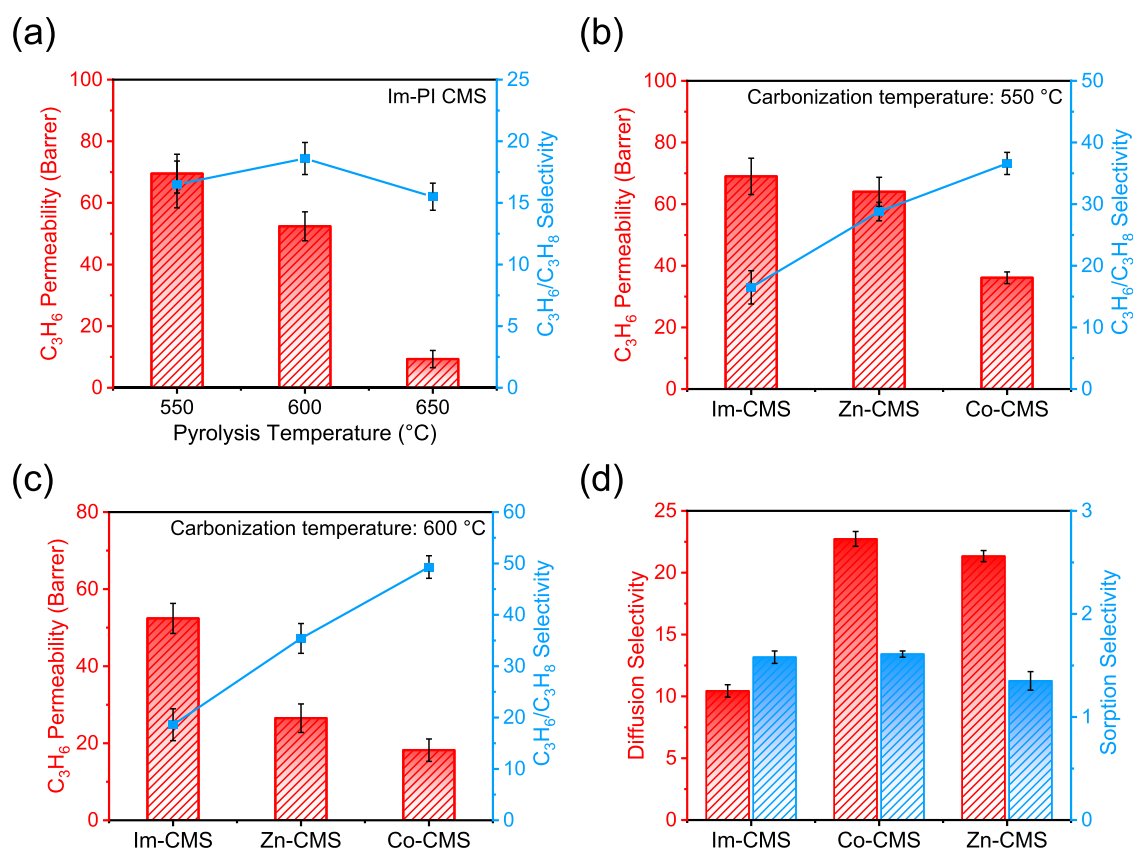 (a)
Im-PI CMS
C3H6 Permeability (Barrer)
100
80
60
40
20
0
25
20
15
10
5
0
C3H6/C3H8 Selectivity
550 600 650
Pyrolysis Temperature (°C)
(b)
Carbonization temperature: 550 °C
C3H6 Permeability (Barrer)
100
80
60
40
20
0
50
40
30
20
10
0
C3H6/C3H8 Selectivity
Im-CMS Zn-CMS Co-CMS
(c)
Carbonization temperature: 600 °C
C3H6 Permeability (Barrer)
80
60
40
20
0
60
50
40
30
20
10
0
C3H6/C3H8 Selectivity
Im-CMS Zn-CMS Co-CMS
(d)
Diffusion Selectivity
25
20
15
10
5
0
3
2
1
0
Sorption Selectivity
Im-CMS Co-CMS Zn-CMS